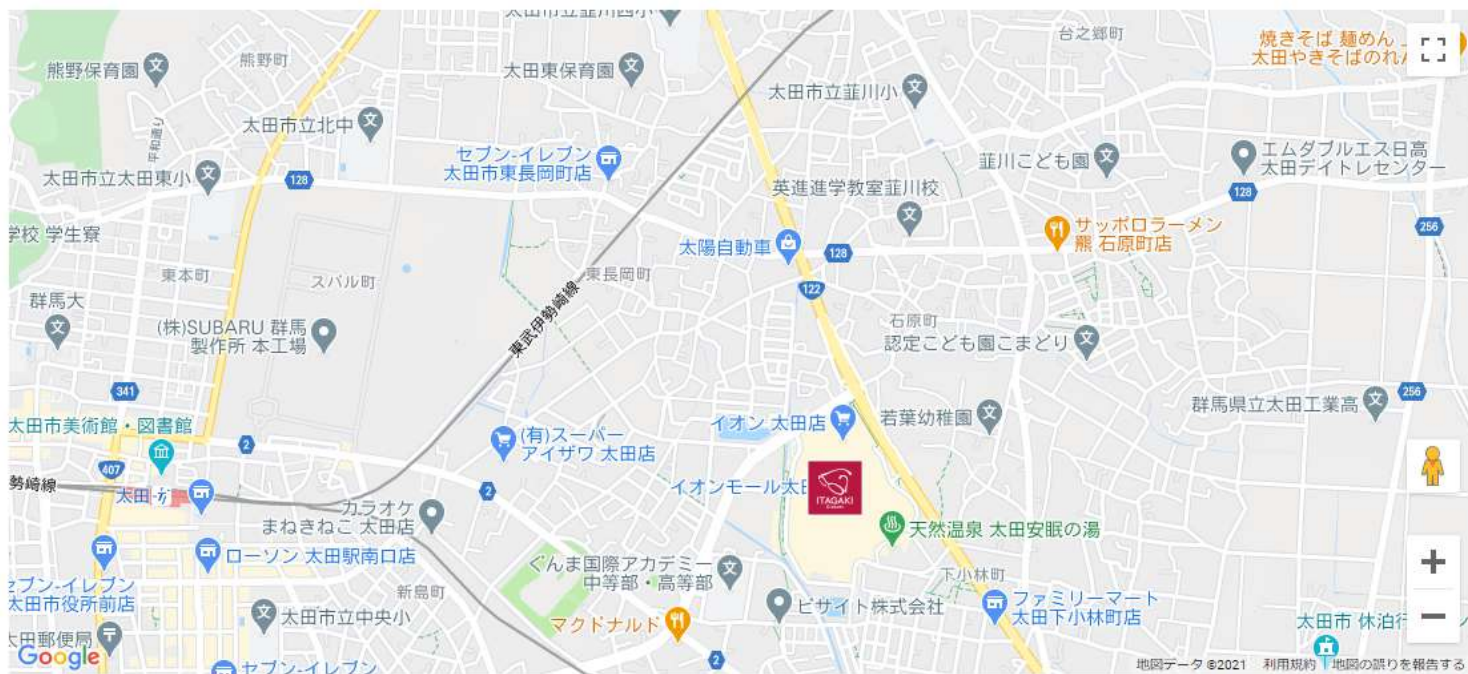 太田市立韮川西小
台之郷町
焼きそば 麺めん
太田やきそばのれん
熊野町
熊野保育園
太田東保育園
太田市立韮川小
平和通り
太田市立北中
セブン-イレブン
太田市東長岡町店
韮川こども園
エムダブルエス日高
太田デイトレセンター
太田市立太田東小
128
英進進学教室韮川校
128
サッポロラーメン
熊 石原町店
256
学校 学生寮
太陽自動車
128
東本町
スバル町
東長岡町
122
群馬大
東武伊勢崎線
石原町
(株)SUBARU 群馬
製作所 本工場
認定こども園こまどり
341
256
群馬県立太田工業高
太田市美術館・図書館
2
(有)スーパー
アイザワ 太田店
イオン 太田店
若葉幼稚園
407
勢崎線
太田
2
イオンモール太田
ITAGAKI
カラオケ
まねきねこ 太田店
天然温泉 太田安眠の湯
ローソン 太田駅南口店
ぐんま国際アカデミー
中等部・高等部
下小林町
セブン-イレブン
太田市役所前店
新島町
太田市立中央小
ビサイト株式会社
ファミリーマート
太田下小林町店
マクドナルド
太田市 休泊行
太田郵便局
2
Google
セブン-イレブン
地図データ ©2021 利用規約 地図の誤りを報告する